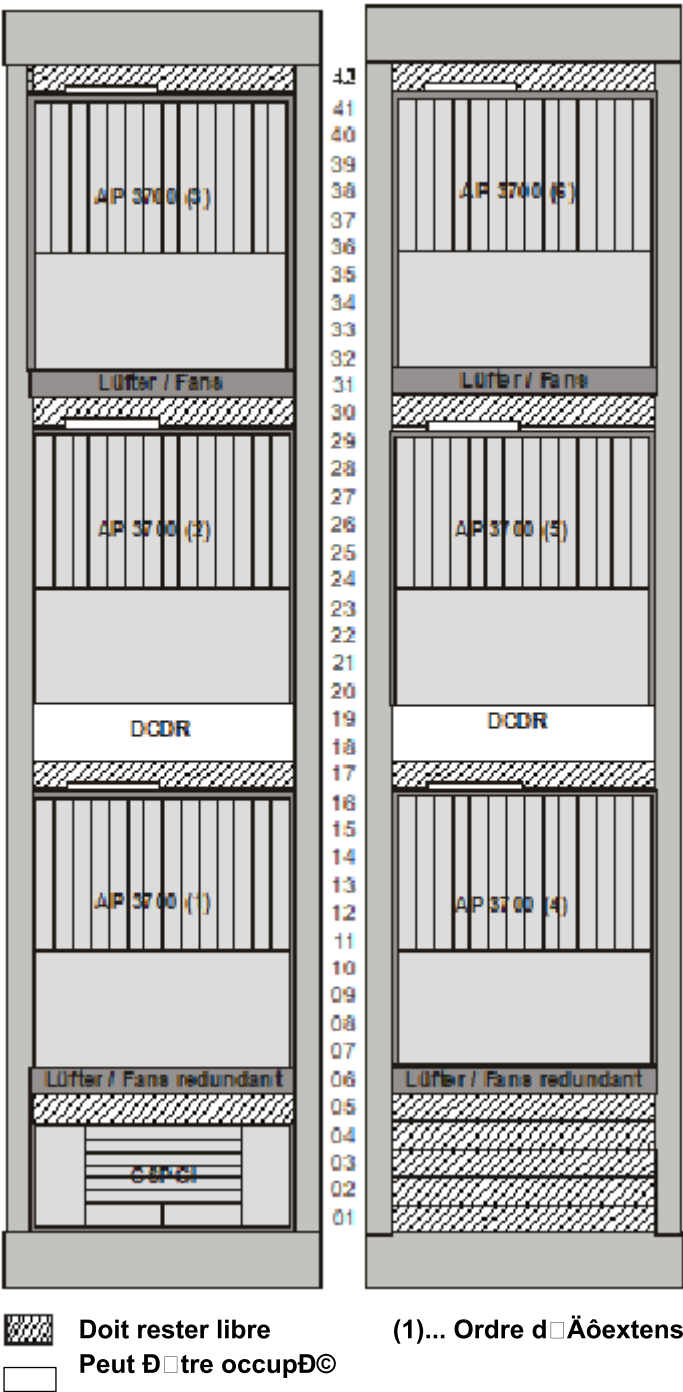 AP 3700 (3)
Lüfter / Fans
AP 3700 (2)
DCDR
AP 3700 (1)
Lüfter / Fans redundant
41
40
39
38
37
36
35
34
33
32
31
30
29
28
27
26
25
24
23
22
21
20
19
18
17
16
15
14
13
12
11
10
09
08
07
06
05
04
03
02
01
AP 3700 (6)
Lüfter / Fans
AP 3700 (5)
DCDR
AP 3700 (4)
Lüfter / Fans redundant
Doit rester libre
Peut Ð□tre occupÐ©
(1)... Ordre d□Äôextens